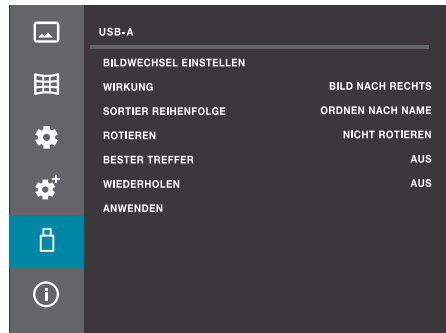 USB-A
BILDWECHSEL EINSTELLEN
WIRKUNG BILD NACH RECHTS
SORTIER REIHENFOLGE ORDNEN NACH NAME
ROTIEREN NICHT ROTIEREN
BESTER TREFFER AUS
WIEDERHOLEN AUS
ANWENDEN